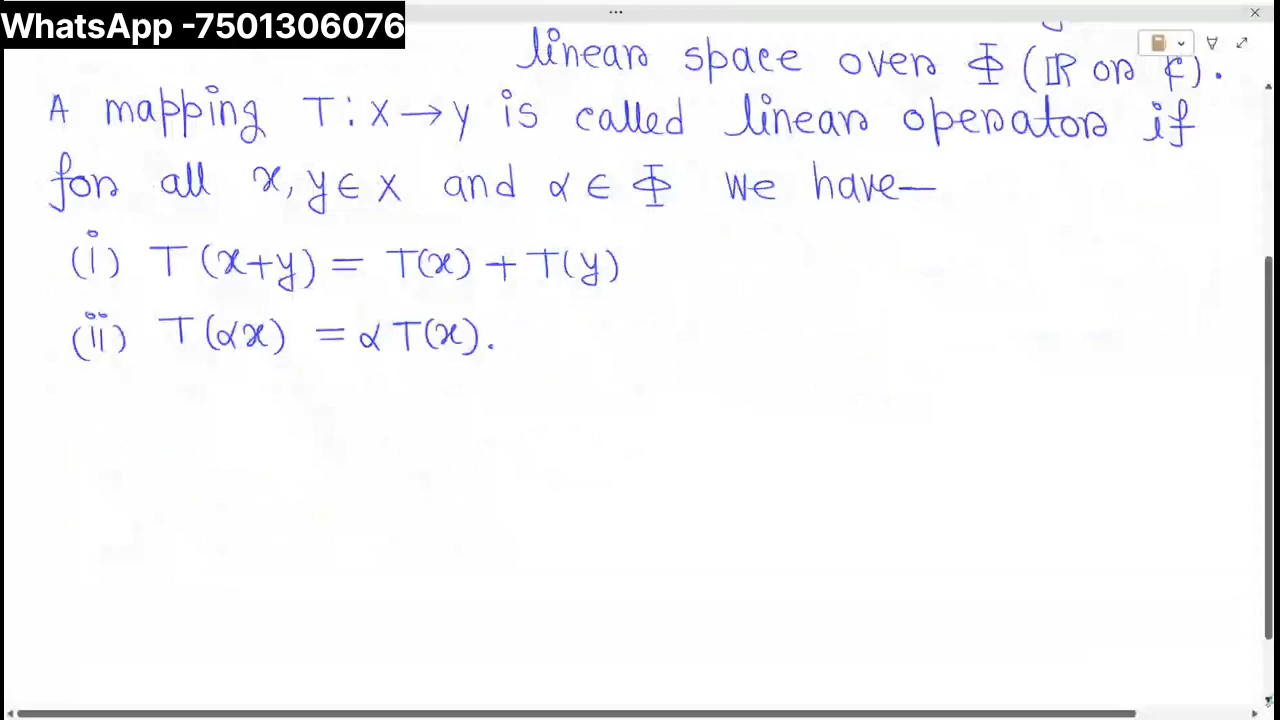 WhatsApp -7501306076
linear space over Φ (ℝ or ₵).
A mapping T : X → Y is called linear operator if
for all x, y ∈ X and α ∈ Φ we have—
(i) T(x+y) = T(x) + T(y)
(ii) T(αx) = αT(x).